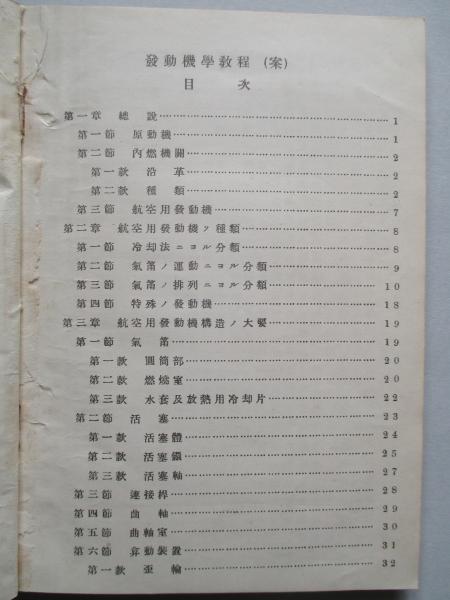 發動機學教程（案）
目　次
第一章　總說……1
第一節　原動機……1
第二節　內燃機關……2
第一款　沿革……2
第二款　種類……2
第三節　航空用發動機……7
第二章　航空用發動機ノ種類……8
第一節　冷却法ニヨル分類……8
第二節　氣筩ノ運動ニヨル分類……9
第三節　氣筩ノ排列ニヨル分類……10
第四節　特殊ノ發動機……18
第三章　航空用發動機構造ノ大要……19
第一節　氣筩……19
第一款　圓筒部……20
第二款　燃燒室……20
第三款　水套及放熱用冷却片……22
第二節　活塞……23
第一款　活塞體……24
第二款　活塞鐶……25
第三款　活塞軸……27
第三節　連接桿……28
第四節　曲軸……29
第五節　曲軸室……30
第六節　弇動裝置……31
第一款　歪輪……32